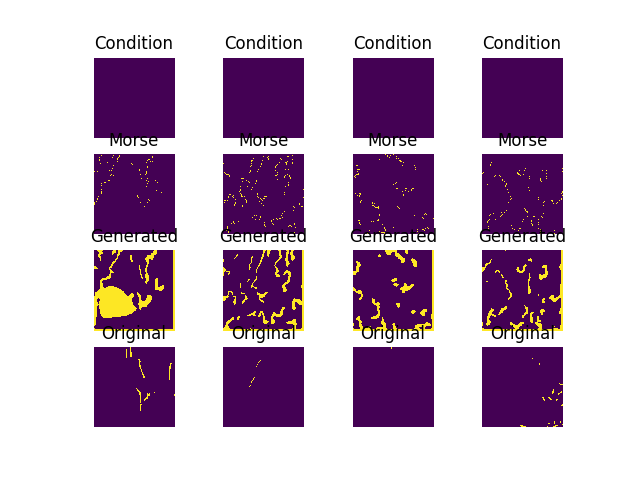 Condition Condition Condition Condition
Morse Morse Morse Morse
Generated Generated Generated Generated
Original Original Original Original